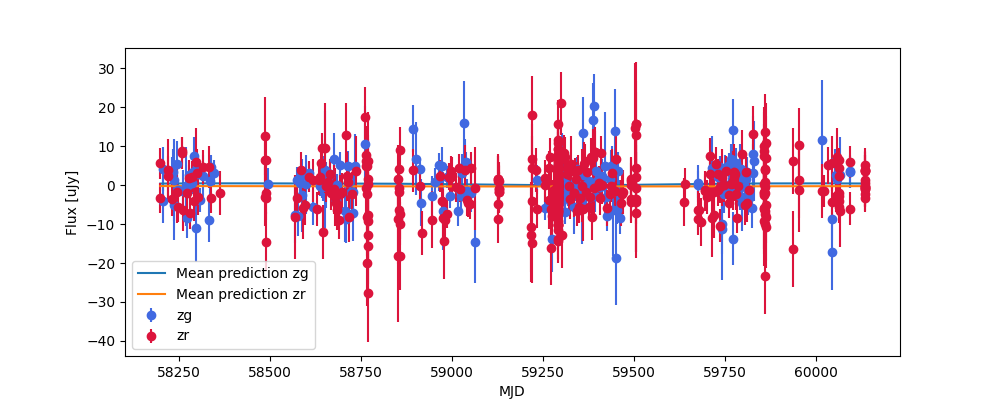 30
20
10
0
−10
−20
−30
−40
Flux [uJy]
Mean prediction zg
Mean prediction zr
zg
zr
58250 58500 58750 59000 59250 59500 59750 60000
MJD